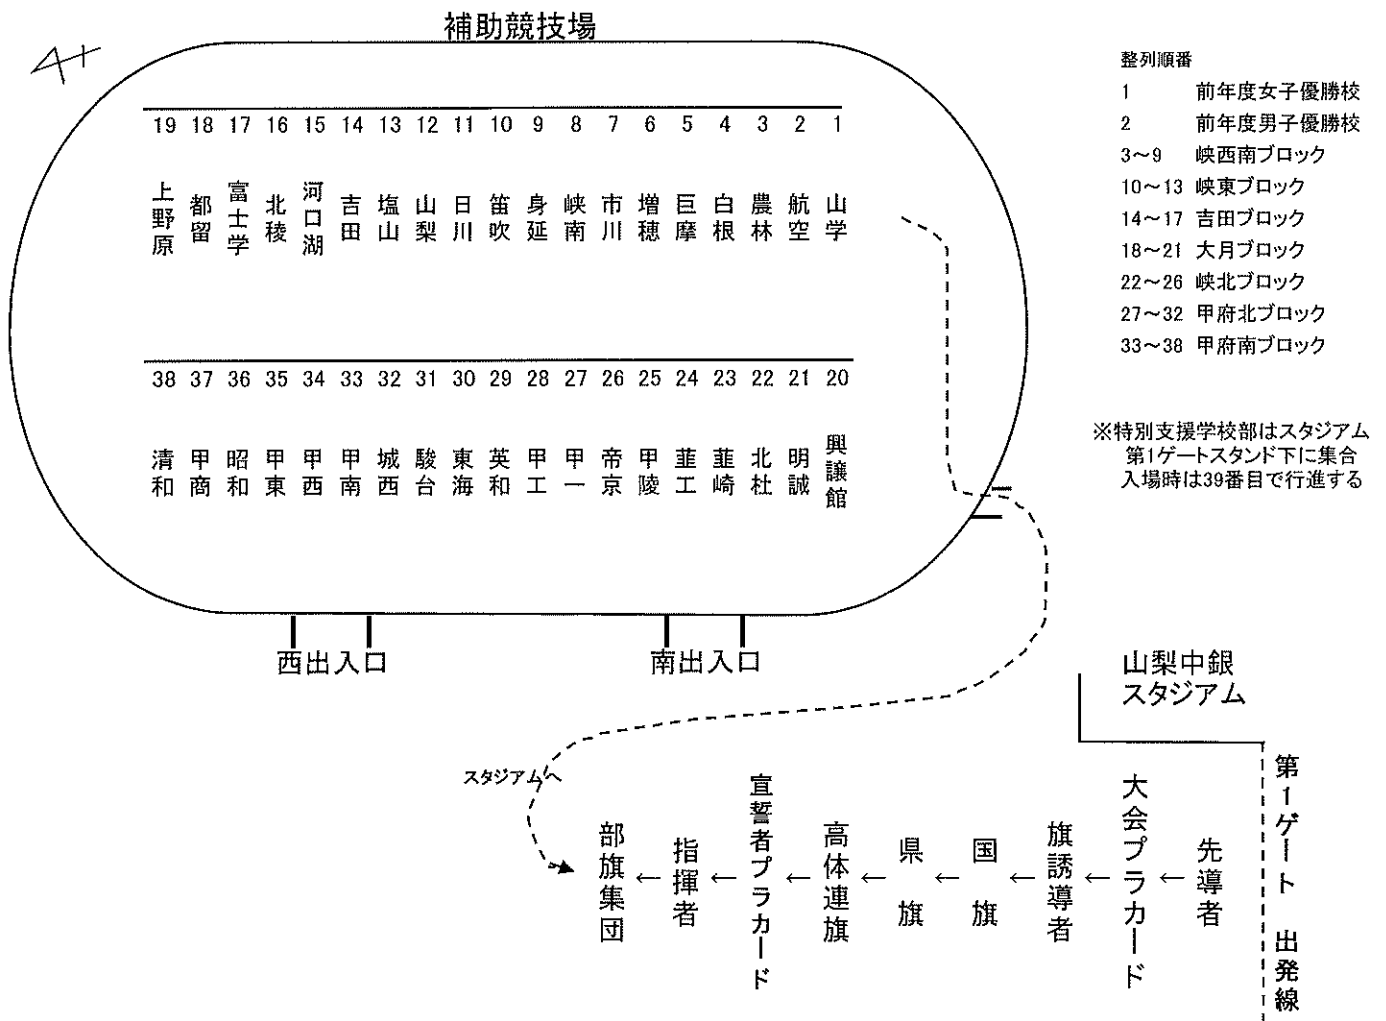 補助競技場
19 18 17 16 15 14 13 12 11 10 9 8 7 6 5 4 3 2 1
上野原 都留 富士学 北稜 河口湖 吉田 塩山 山梨 日川 笛吹 身延 峡南 市川 増穂 巨摩 白根 農林 航空 山学
38 37 36 35 34 33 32 31 30 29 28 27 26 25 24 23 22 21 20
清和 甲商 昭和 甲東 甲西 甲南 城西 駿台 東海 英和 甲工 甲一 帝京 甲陵 韮工 韮崎 北杜 明誠 興譲館
西出入口
南出入口
整列順番
1 前年度女子優勝校
2 前年度男子優勝校
3~9 峡西南ブロック
10~13 峡東ブロック
14~17 吉田ブロック
18~21 大月ブロック
22~26 峡北ブロック
27~32 甲府北ブロック
33~38 甲府南ブロック
※特別支援学校部はスタジアム
第1ゲートスタンド下に集合
入場時は39番目で行進する
山梨中銀
スタジアム
スタジアムへ
部旗集団 ← 指揮者 ← 宣誓者プラカード ← 高体連旗 ← 県旗 ← 国旗 ← 旗誘導者 ← 大会プラカード ← 先導者
第1ゲート 出発線